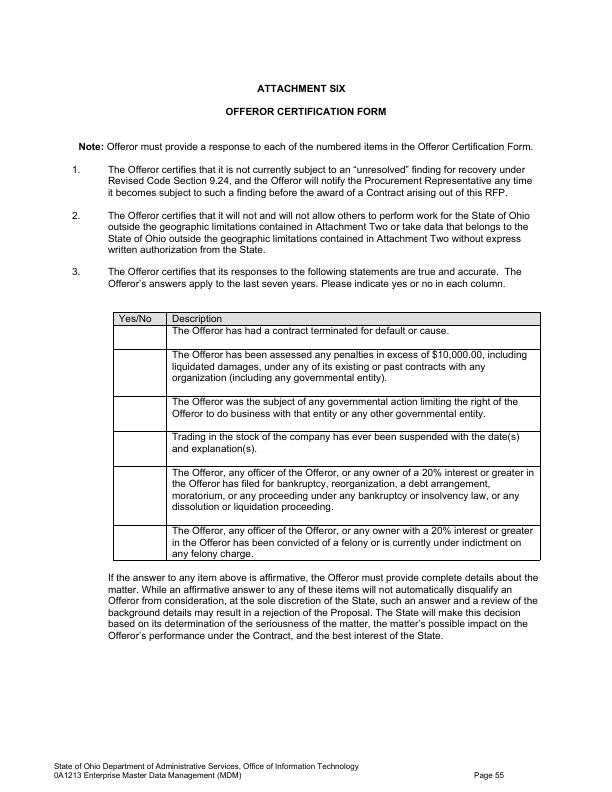 ATTACHMENT SIX
OFFEROR CERTIFICATION FORM
Note: Offeror must provide a response to each of the numbered items in the Offeror Certification Form.
1. The Offeror certifies that it is not currently subject to an “unresolved” finding for recovery under
Revised Code Section 9.24, and the Offeror will notify the Procurement Representative any time
it becomes subject to such a finding before the award of a Contract arising out of this RFP.
2. The Offeror certifies that it will not and will not allow others to perform work for the State of Ohio
outside the geographic limitations contained in Attachment Two or take data that belongs to the
State of Ohio outside the geographic limitations contained in Attachment Two without express
written authorization from the State.
3. The Offeror certifies that its responses to the following statements are true and accurate. The
Offeror’s answers apply to the last seven years. Please indicate yes or no in each column.
Yes/No Description
The Offeror has had a contract terminated for default or cause.
The Offeror has been assessed any penalties in excess of $10,000.00, including
liquidated damages, under any of its existing or past contracts with any
organization (including any governmental entity).
The Offeror was the subject of any governmental action limiting the right of the
Offeror to do business with that entity or any other governmental entity.
Trading in the stock of the company has ever been suspended with the date(s)
and explanation(s).
The Offeror, any officer of the Offeror, or any owner of a 20% interest or greater in
the Offeror has filed for bankruptcy, reorganization, a debt arrangement,
moratorium, or any proceeding under any bankruptcy or insolvency law, or any
dissolution or liquidation proceeding.
The Offeror, any officer of the Offeror, or any owner with a 20% interest or greater
in the Offeror has been convicted of a felony or is currently under indictment on
any felony charge.
If the answer to any item above is affirmative, the Offeror must provide complete details about the
matter. While an affirmative answer to any of these items will not automatically disqualify an
Offeror from consideration, at the sole discretion of the State, such an answer and a review of the
background details may result in a rejection of the Proposal. The State will make this decision
based on its determination of the seriousness of the matter, the matter’s possible impact on the
Offeror’s performance under the Contract, and the best interest of the State.
State of Ohio Department of Administrative Services, Office of Information Technology
0A1213 Enterprise Master Data Management (MDM) Page 55